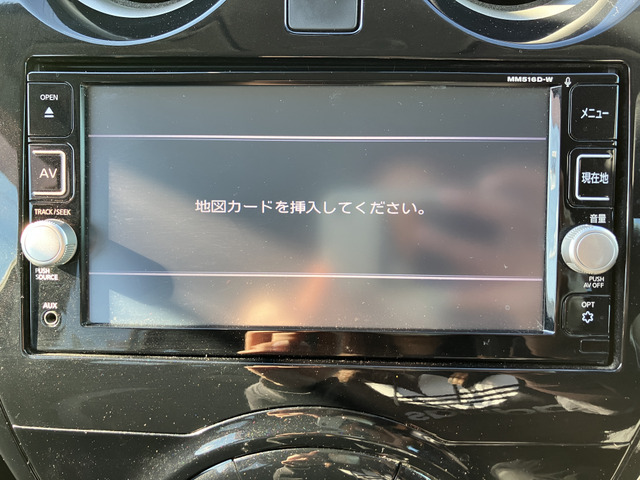 MM516D-W
OPEN
メニュー
AV
現在地
地図カードを挿入してください。
TRACK/SEEK
音量
PUSH
SOURCE
PUSH
AV OFF
AUX
OPT